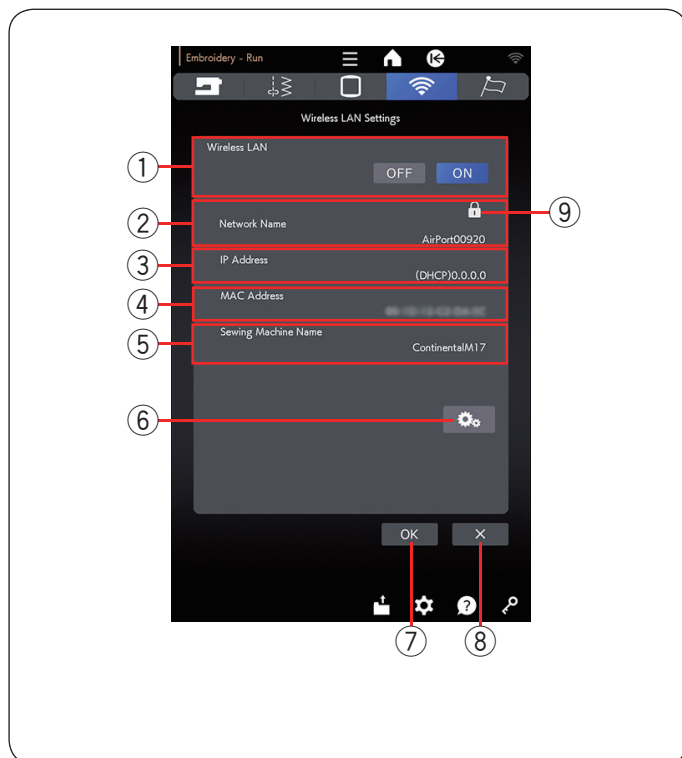 Embroidery - Run
Wireless LAN Settings
① Wireless LAN
OFF ON
⑨
② Network Name
AirPort00920
③ IP Address
(DHCP)0.0.0.0
④ MAC Address
⑤ Sewing Machine Name
ContinentalM17
⑥
OK ×
?
⑦ ⑧